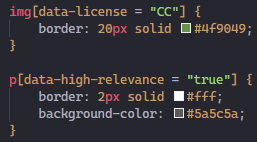 img[data-license = "CC"] {
    border: 20px solid #4f9049;
}

p[data-high-relevance = "true"] {
    border: 2px solid #fff;
    background-color: #5a5c5a;
}